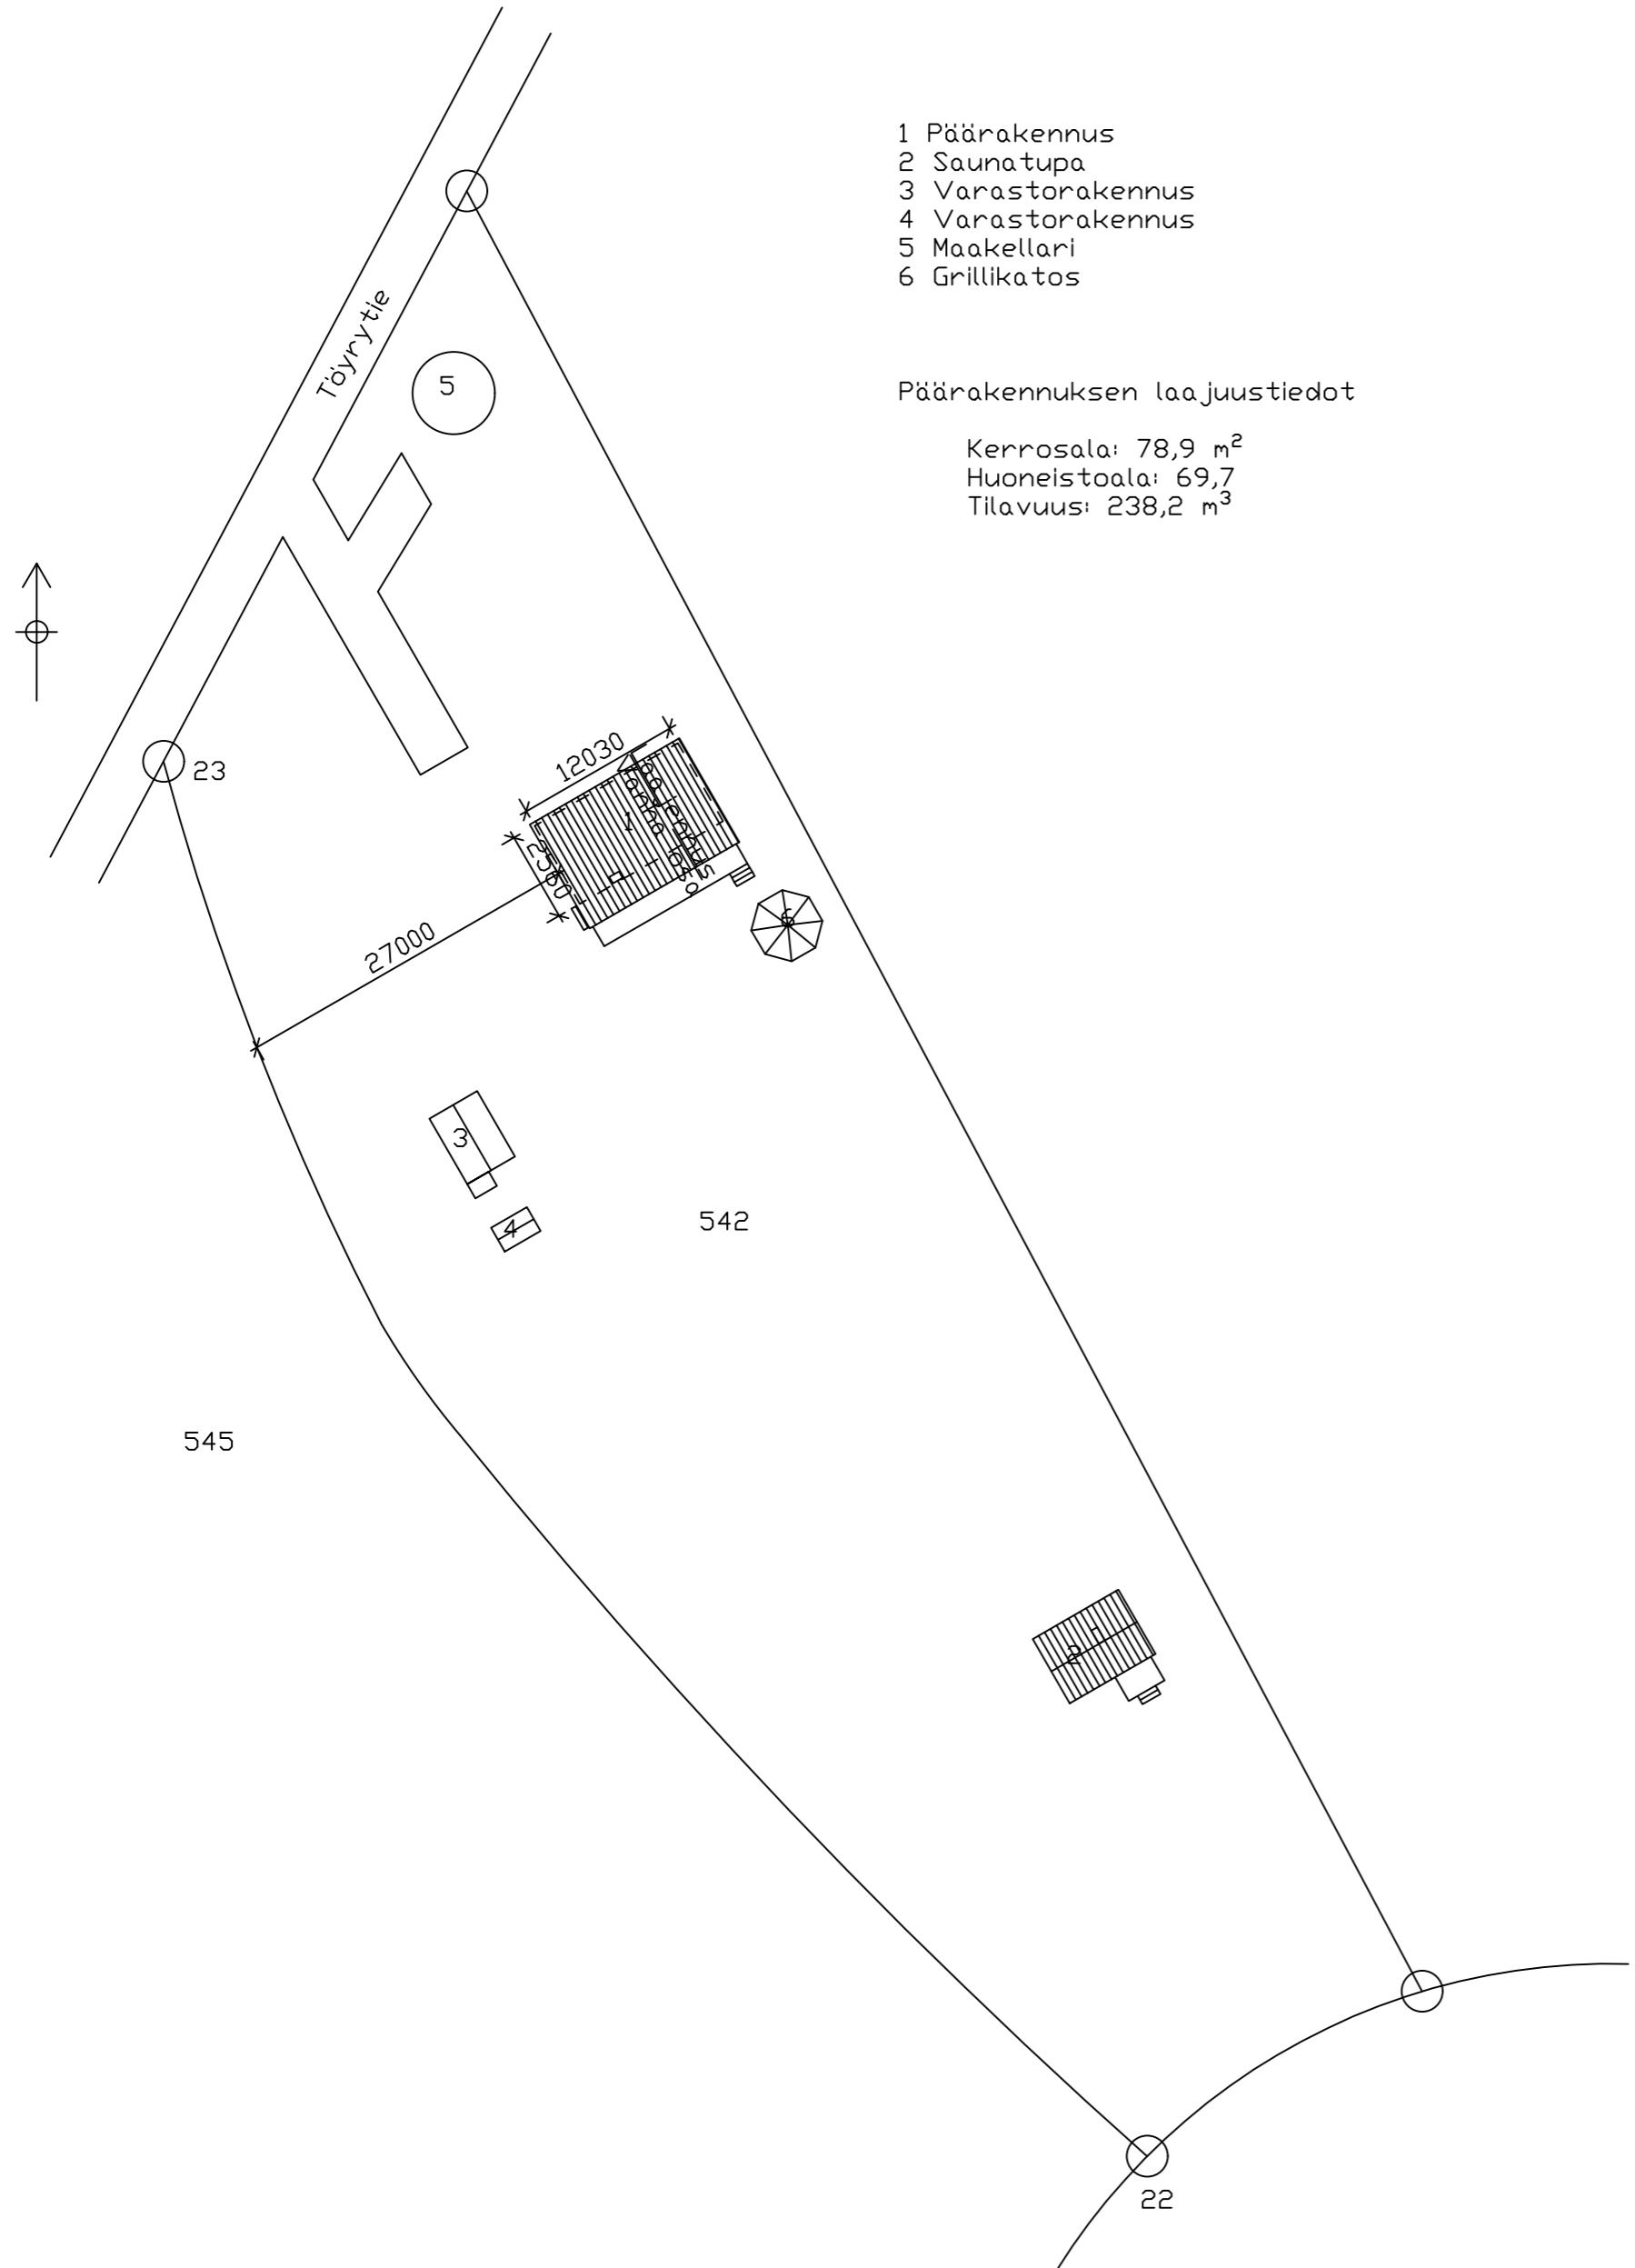 1 Päärakennus
2 Saunatupa
3 Varastorakennus
4 Varastorakennus
5 Maakellari
6 Grillikatos
Töyrytie
5
Päärakennuksen laajuustiedot
Kerrosala: 78,9 m²
Huoneistoala: 69,7
Tilavuus: 238,2 m³
23
12030
1
Vanha osa
27000
6
3
4
542
545
2
22